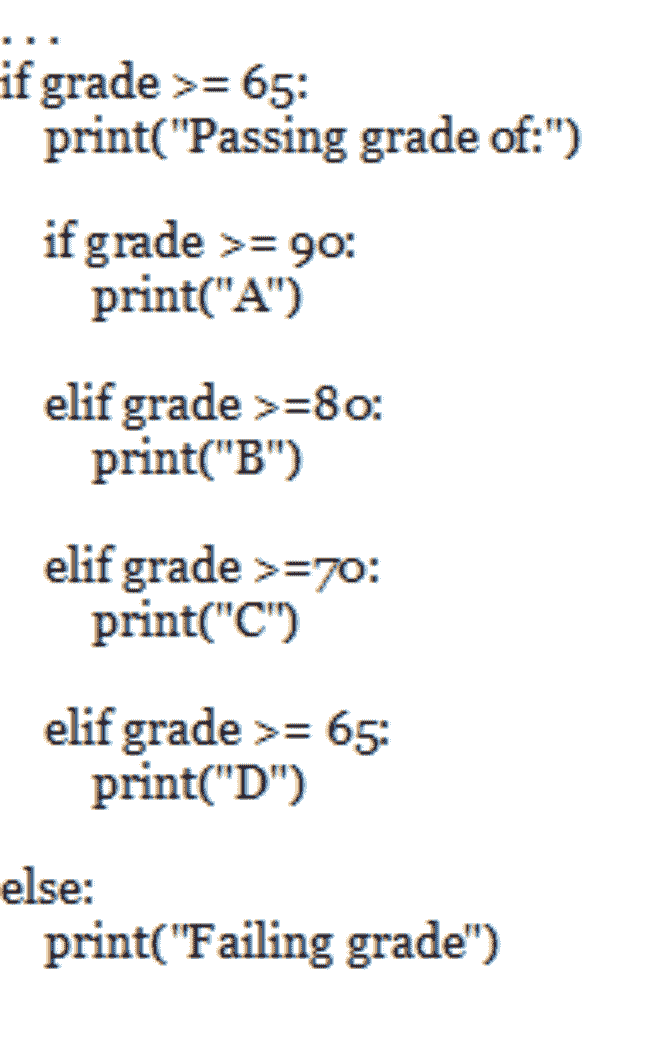 ...
if grade >= 65:
    print("Passing grade of:")
    if grade >= 90:
        print("A")
    elif grade >=80:
        print("B")
    elif grade >=70:
        print("C")
    elif grade >= 65:
        print("D")
else:
    print("Failing grade")